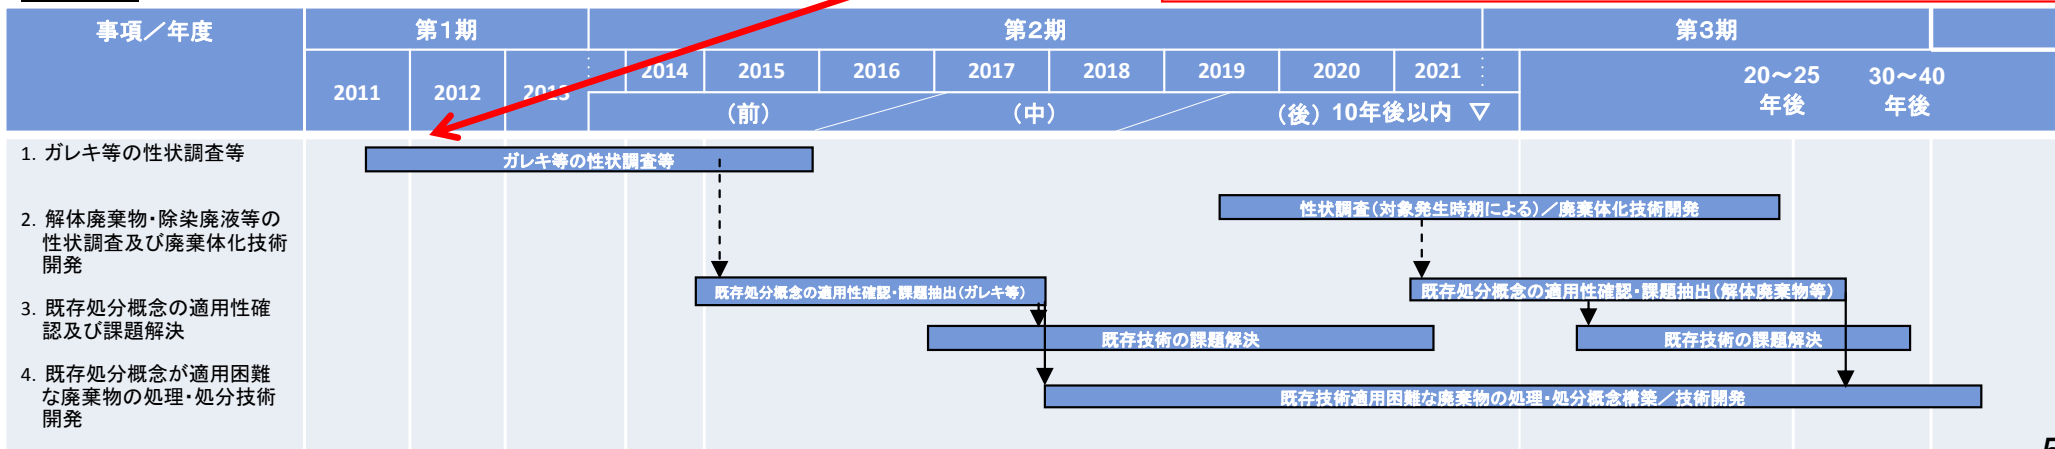 事項／年度
第1期
第2期
第3期
2011
2012
2013
2014
2015
2016
2017
2018
2019
2020
2021
20～25
年後
30～40
年後
（前）
（中）
（後）10年後以内 ▽
1. ガレキ等の性状調査等
ガレキ等の性状調査等
2. 解体廃棄物・除染廃液等の
性状調査及び廃棄体化技術
開発
性状調査（対象発生時期による）／廃棄体化技術開発
3. 既存処分概念の適用性確
認及び課題解決
既存処分概念の適用性確認・課題抽出（ガレキ等）
既存処分概念の適用性確認・課題抽出（解体廃棄物等）
既存技術の課題解決
既存技術の課題解決
4. 既存処分概念が適用困難
な廃棄物の処理・処分技術
開発
既存技術適用困難な廃棄物の処理・処分概念構築／技術開発